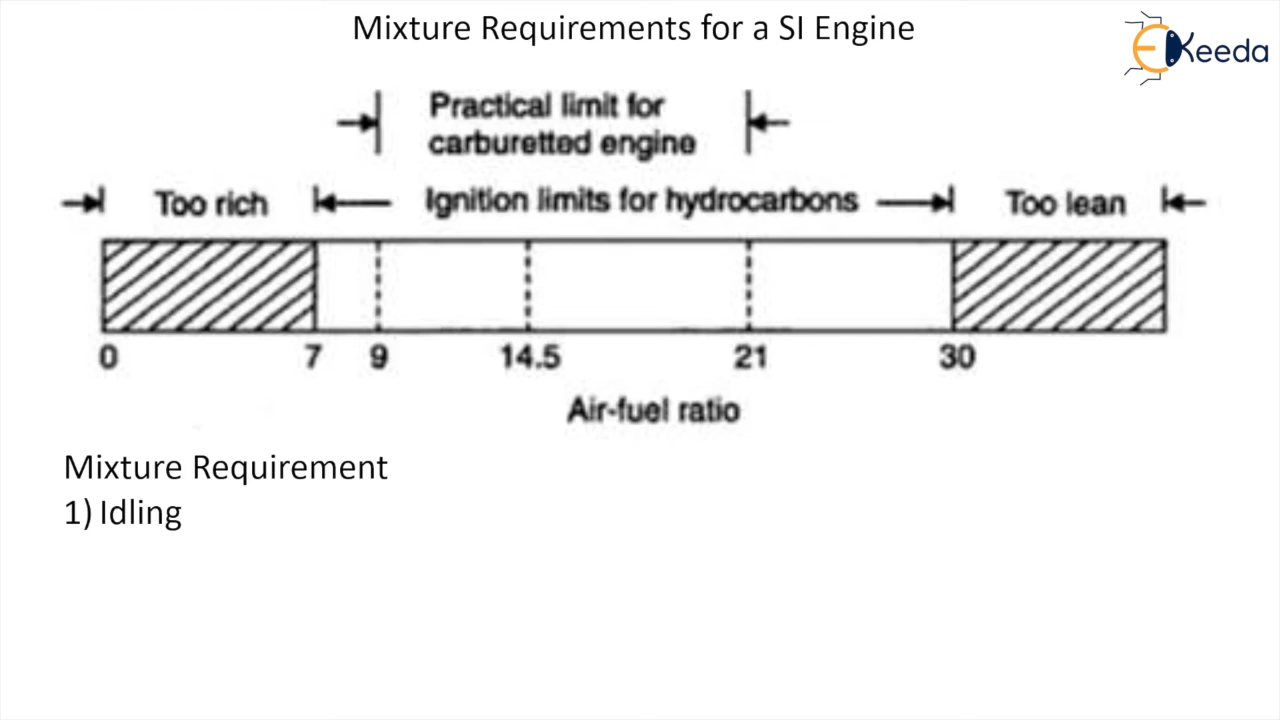 Mixture Requirements for a SI Engine
EKeeda
Practical limit for
carburetted engine
Too rich
Ignition limits for hydrocarbons
Too lean
0 7 9 14.5 21 30
Air-fuel ratio
Mixture Requirement
1) Idling